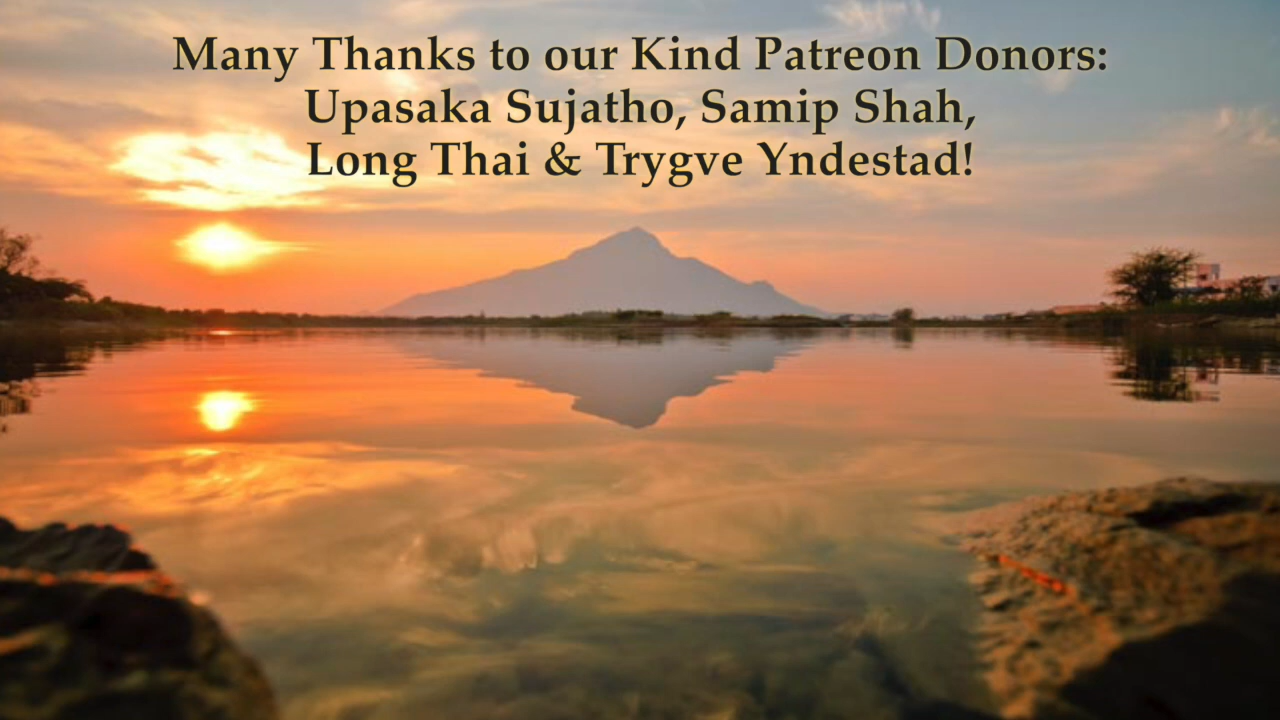 Many Thanks to our Kind Patreon Donors:
Upasaka Sujatho, Samip Shah,
Long Thai & Trygve Yndestad!